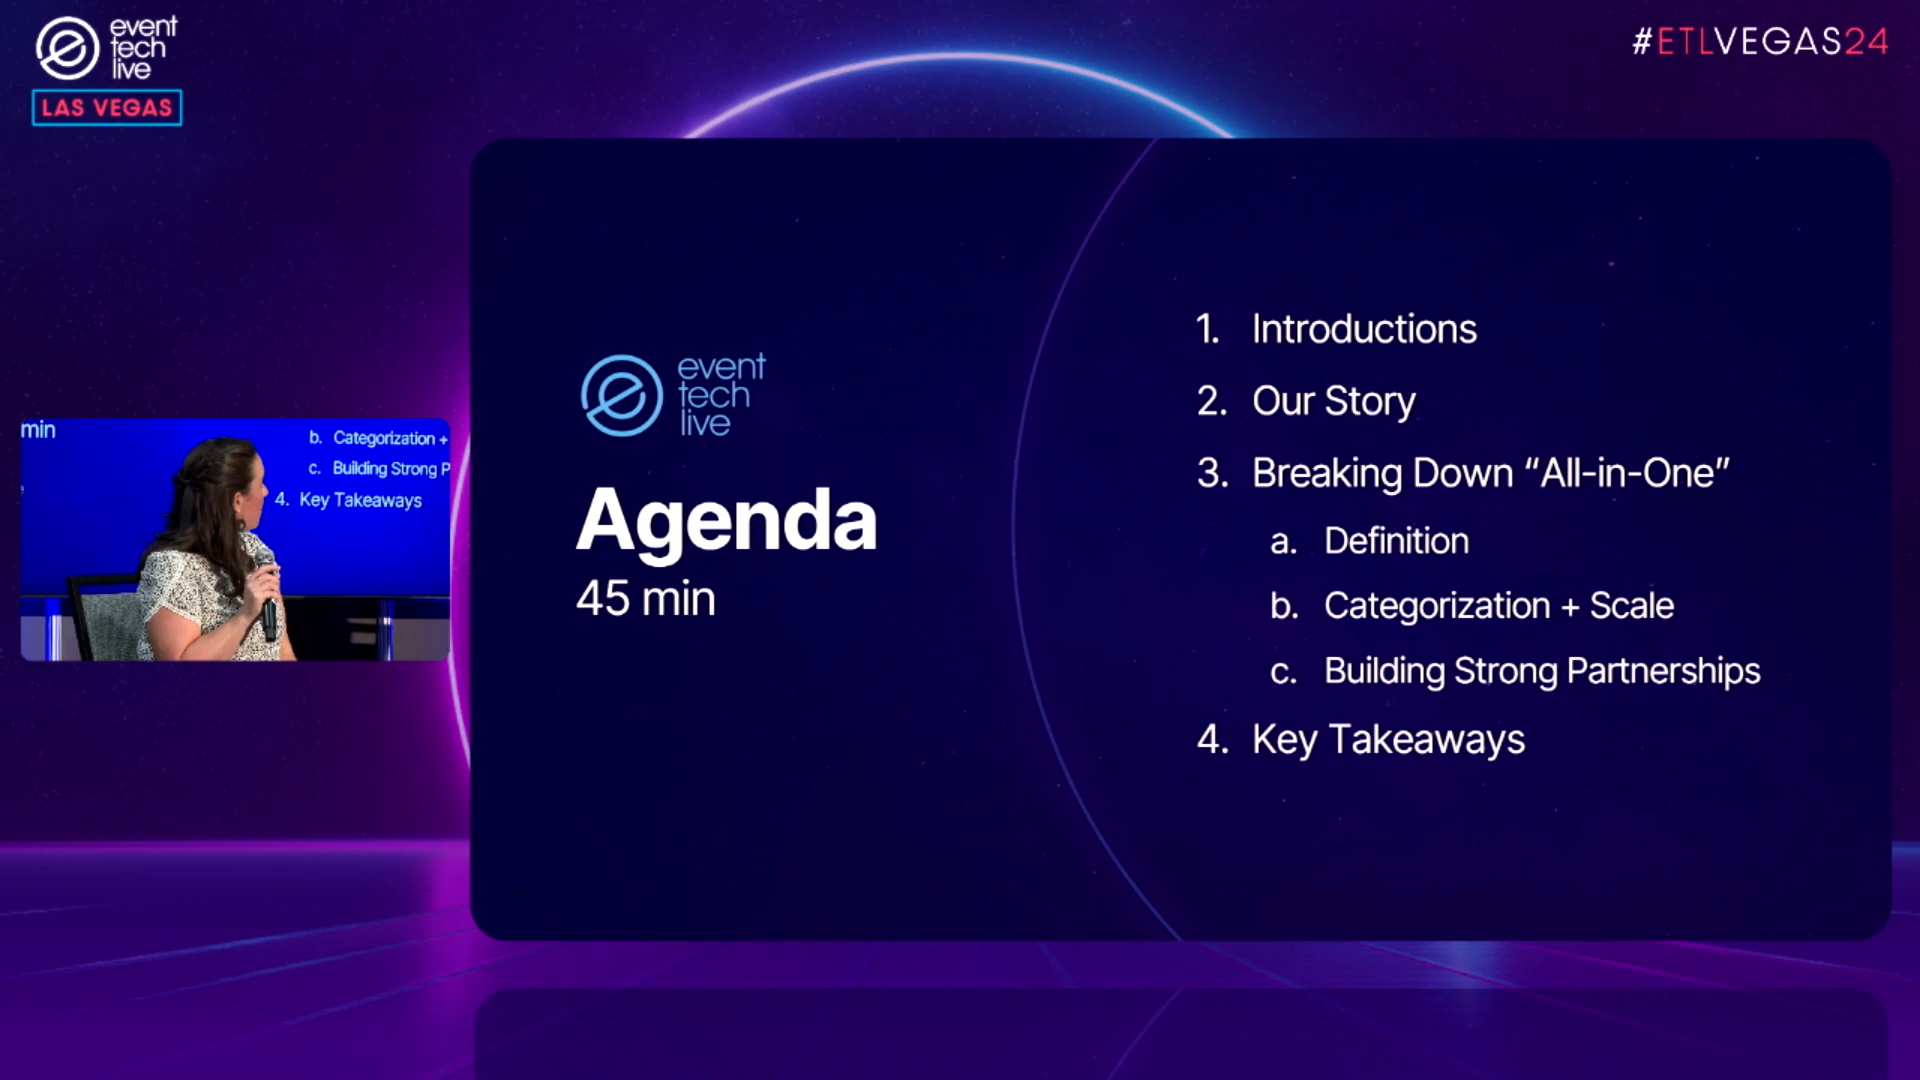 event
tech
live
LAS VEGAS
#ETLVEGAS24
event
tech
live
Agenda
45 min
1. Introductions
2. Our Story
3. Breaking Down “All-in-One”
a. Definition
b. Categorization + Scale
c. Building Strong Partnerships
4. Key Takeaways
min
b. Categorization +
c. Building Strong P
4. Key Takeaways